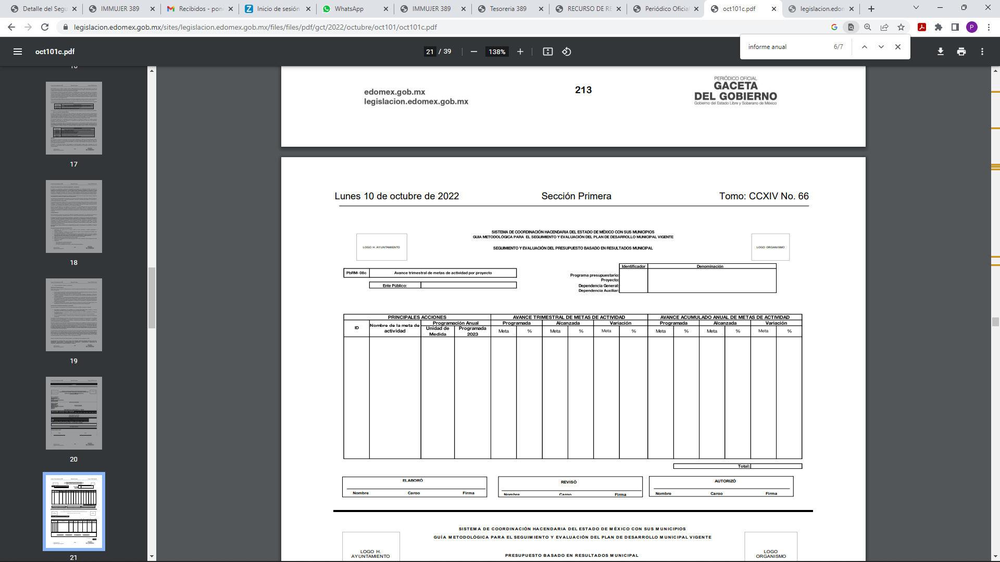 Detalle del Segu
IMMUJER 389
Recibidos - pon
Inicio de sesión
WhatsApp
IMMUJER 389
Tesoreria 389
RECURSO DE RE
Periódico Oficial
oct101c.pdf
legislacion.edon
legislacion.edomex.gob.mx/sites/legislacion.edomex.gob.mx/files/files/pdf/gct/2022/octubre/oct101/oct101c.pdf
P
informe anual 6/7
oct101c.pdf
21 / 39
138%
16
17
18
19
20
21
edomex.gob.mx
legislacion.edomex.gob.mx
213
PERIÓDICO OFICIAL
GACETA
DEL GOBIERNO
Gobierno del Estado Libre y Soberano de México
Lunes 10 de octubre de 2022 Sección Primera Tomo: CCXIV No. 66
SISTEMA DE COORDINACIÓN HACENDARIA DEL ESTADO DE MÉXICO CON SUS MUNICIPIOS
GUIA METODOLÓGICA PARA EL SEGUIMIENTO Y EVALUACIÓN DEL PLAN DE DESARROLLO MUNICIPAL VIGENTE
LOGO H. AYUNTAMIENTO
SEGUIMIENTO Y EVALUACIÓN DEL PRESUPUESTO BASADO EN RESULTADOS MUNICIPAL
LOGO ORGANISMO
PbRM- 08c Avance trimestral de metas de actividad por proyecto
Ente Público:
Identificador Denominación
Programa presupuestario:
Proyecto:
Dependencia General:
Dependencia Auxiliar:
PRINCIPALES ACCIONES AVANCE TRIMESTRAL DE METAS DE ACTIVIDAD AVANCE ACUMULADO ANUAL DE METAS DE ACTIVIDAD
ID Nombre de la meta de actividad Programación Anual Programada Alcanzada Variación Programada Alcanzada Variación
Unidad de Medida Programada 2023 Meta % Meta % Meta % Meta % Meta % Meta %
Total:
ELABORÓ
Nombre Cargo Firma
REVISÓ
Nombre Cargo Firma
AUTORIZÓ
Nombre Cargo Firma
SISTEMA DE COORDINACIÓN HACENDARIA DEL ESTADO DE MÉXICO CON SUS MUNICIPIOS
GUÍA METODOLÓGICA PARA EL SEGUIMIENTO Y EVALUACIÓN DEL PLAN DE DESARROLLO MUNICIPAL VIGENTE
LOGO H.
AYUNTAMIENTO
PRESUPUESTO BASADO EN RESULTADOS MUNICIPAL
LOGO
ORGANISMO